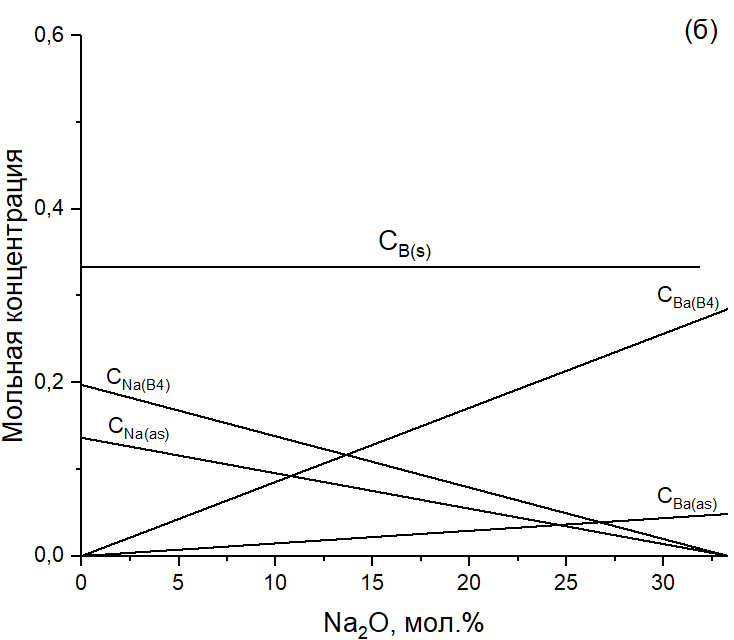 (б)
Мольная концентрация
0,6
0,4
0,2
0,0
C_B(s)
C_Ba(B4)
C_Na(B4)
C_Na(as)
C_Ba(as)
0 5 10 15 20 25 30
Na₂O, мол.%